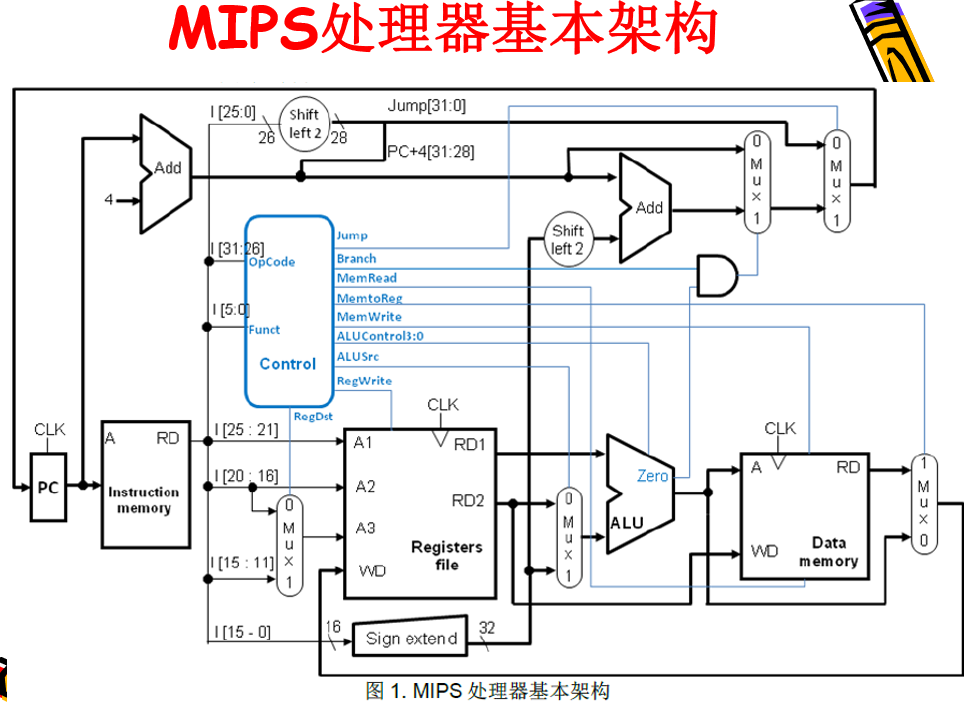 MIPS处理器基本架构
I [25:0]
Shift
left 2
26
28
Jump[31:0]
PC+4[31:28]
Add
4
0
M
u
x
1
0
M
u
x
1
Add
Shift
left 2
I [31:26]
OpCode
I [5:0]
Funct
Control
Jump
Branch
MemRead
MemtoReg
MemWrite
ALUControl3:0
ALUSrc
RegWrite
RegDst
CLK
PC
A
RD
Instruction
memory
I [25 : 21]
I [20 : 16]
I [15 : 11]
I [15 - 0]
0
M
u
x
1
CLK
A1
RD1
A2
RD2
A3
WD
Registers
file
16
Sign extend
32
0
M
u
x
1
Zero
ALU
CLK
A
RD
WD
Data
memory
1
M
u
x
0
图 1. MIPS 处理器基本架构